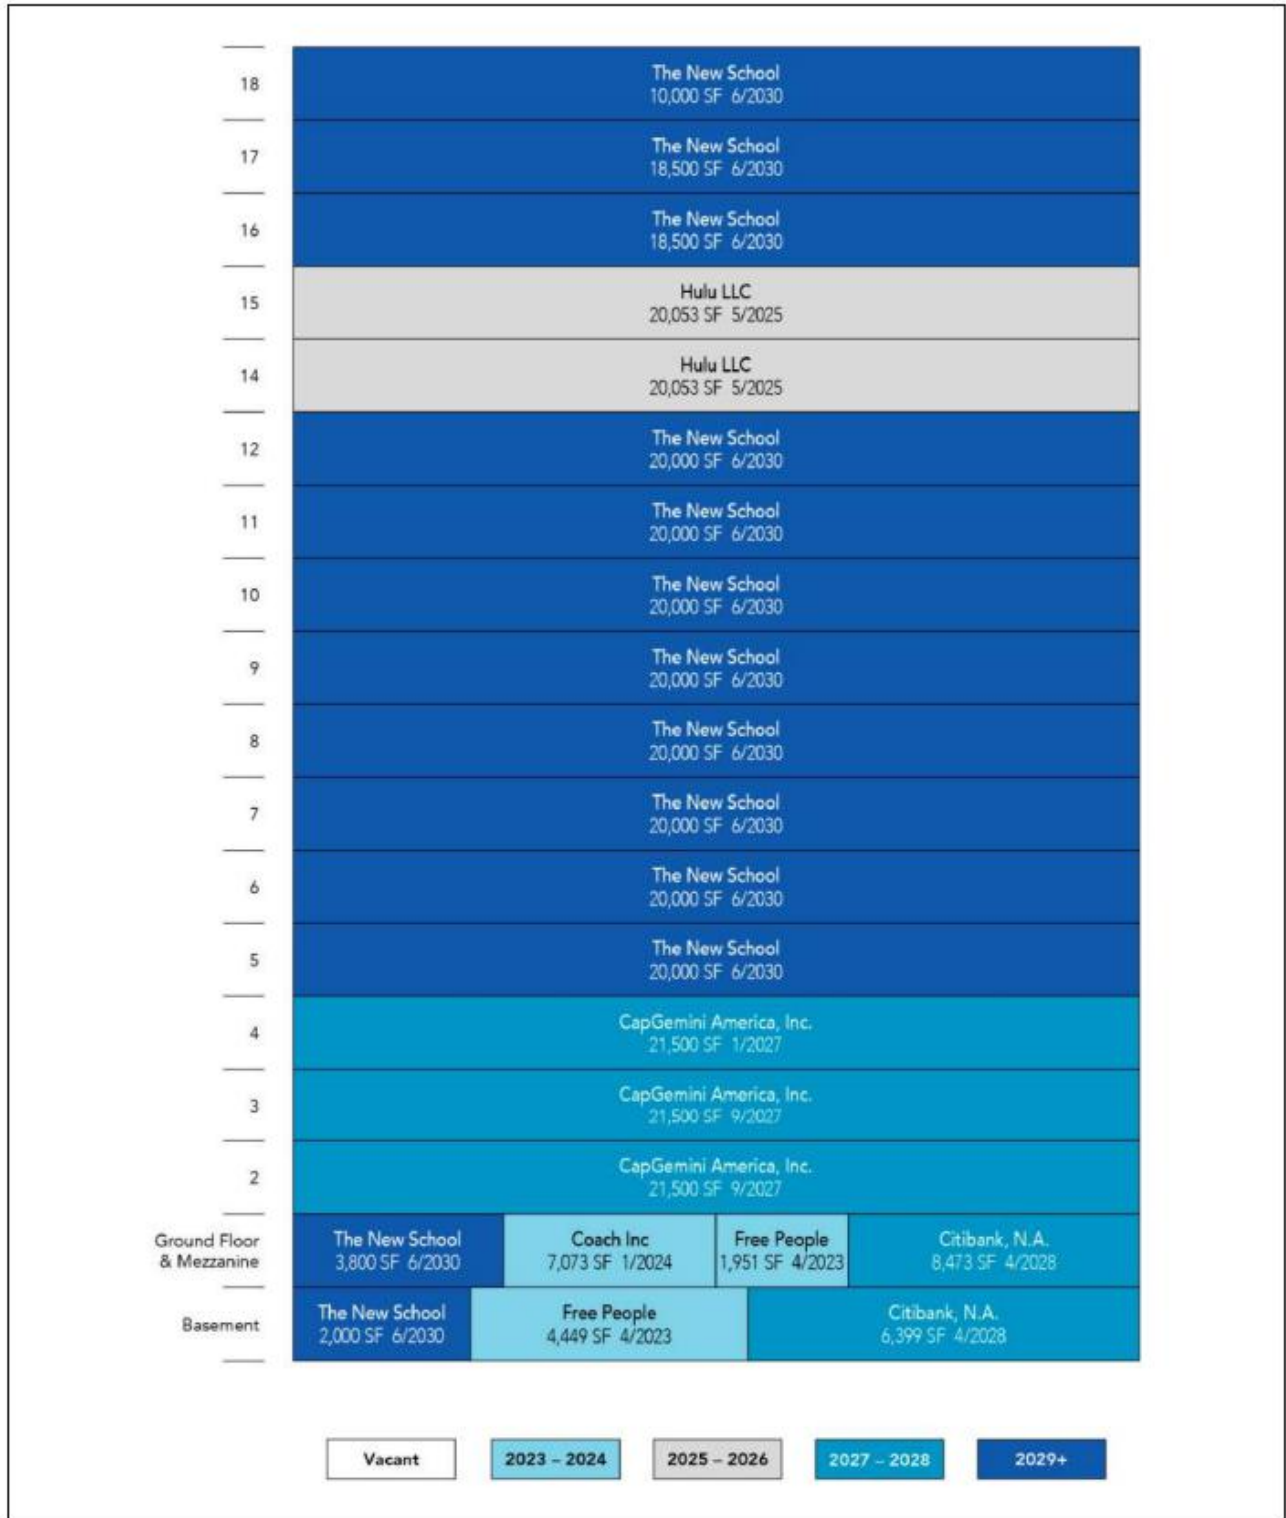 18
The New School
10,000 SF 6/2030
17
The New School
18,500 SF 6/2030
16
The New School
18,500 SF 6/2030
15
Hulu LLC
20,053 SF 5/2025
14
Hulu LLC
20,053 SF 5/2025
12
The New School
20,000 SF 6/2030
11
The New School
20,000 SF 6/2030
10
The New School
20,000 SF 6/2030
9
The New School
20,000 SF 6/2030
8
The New School
20,000 SF 6/2030
7
The New School
20,000 SF 6/2030
6
The New School
20,000 SF 6/2030
5
The New School
20,000 SF 6/2030
4
CapGemini America, Inc.
21,500 SF 1/2027
3
CapGemini America, Inc.
21,500 SF 9/2027
2
CapGemini America, Inc.
21,500 SF 9/2027
Ground Floor
& Mezzanine
The New School
3,800 SF 6/2030
Coach Inc
7,073 SF 1/2024
Free People
1,951 SF 4/2023
Citibank, N.A.
8,473 SF 4/2028
Basement
The New School
2,000 SF 6/2030
Free People
4,449 SF 4/2023
Citibank, N.A.
6,399 SF 4/2028
Vacant
2023 – 2024
2025 – 2026
2027 – 2028
2029+